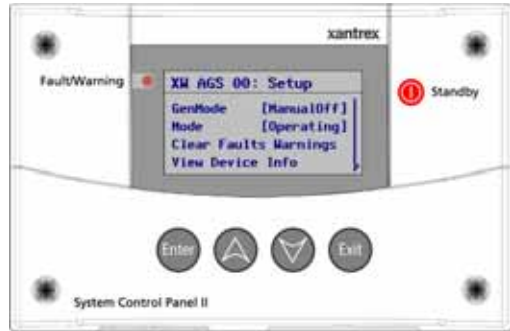 xantrex
Fault/Warning
XW AGS 00: Setup
Standby
GenMode [ManualOff]
Mode [Operating]
Clear Faults Warnings
View Device Info
Enter
Exit
System Control Panel II